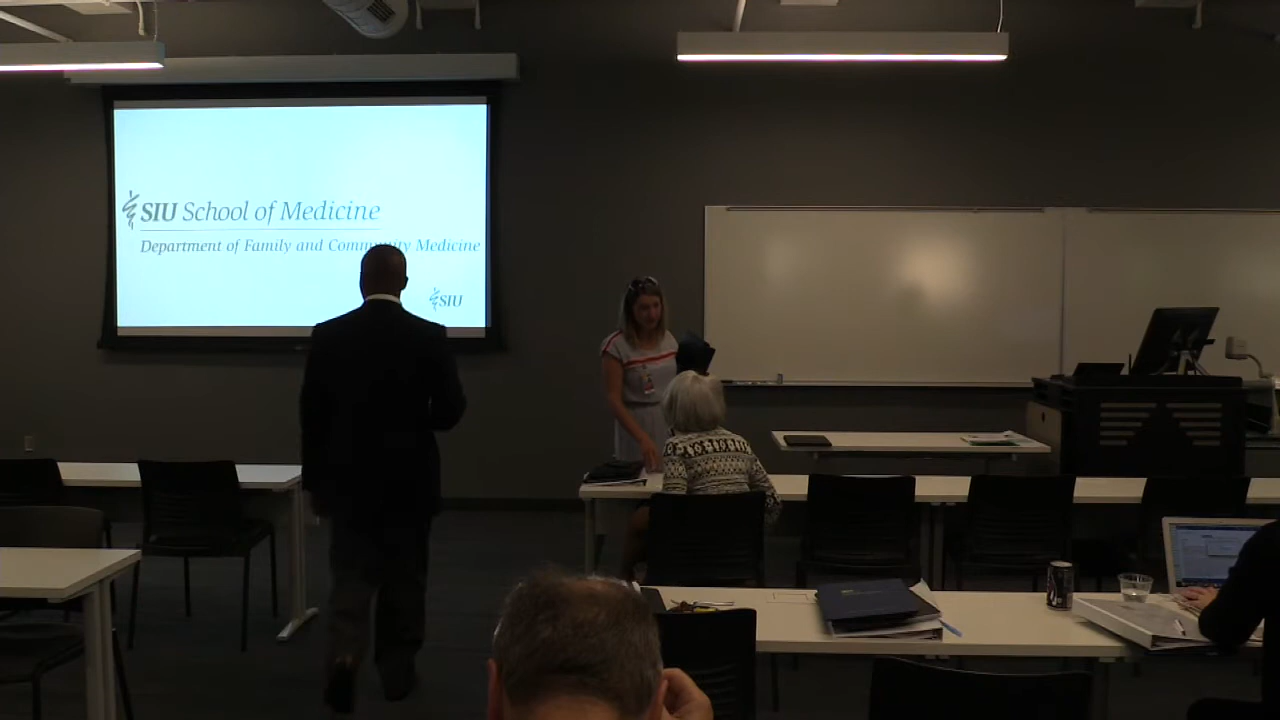 SIU School of Medicine
Department of Family and Community Medicine
SIU